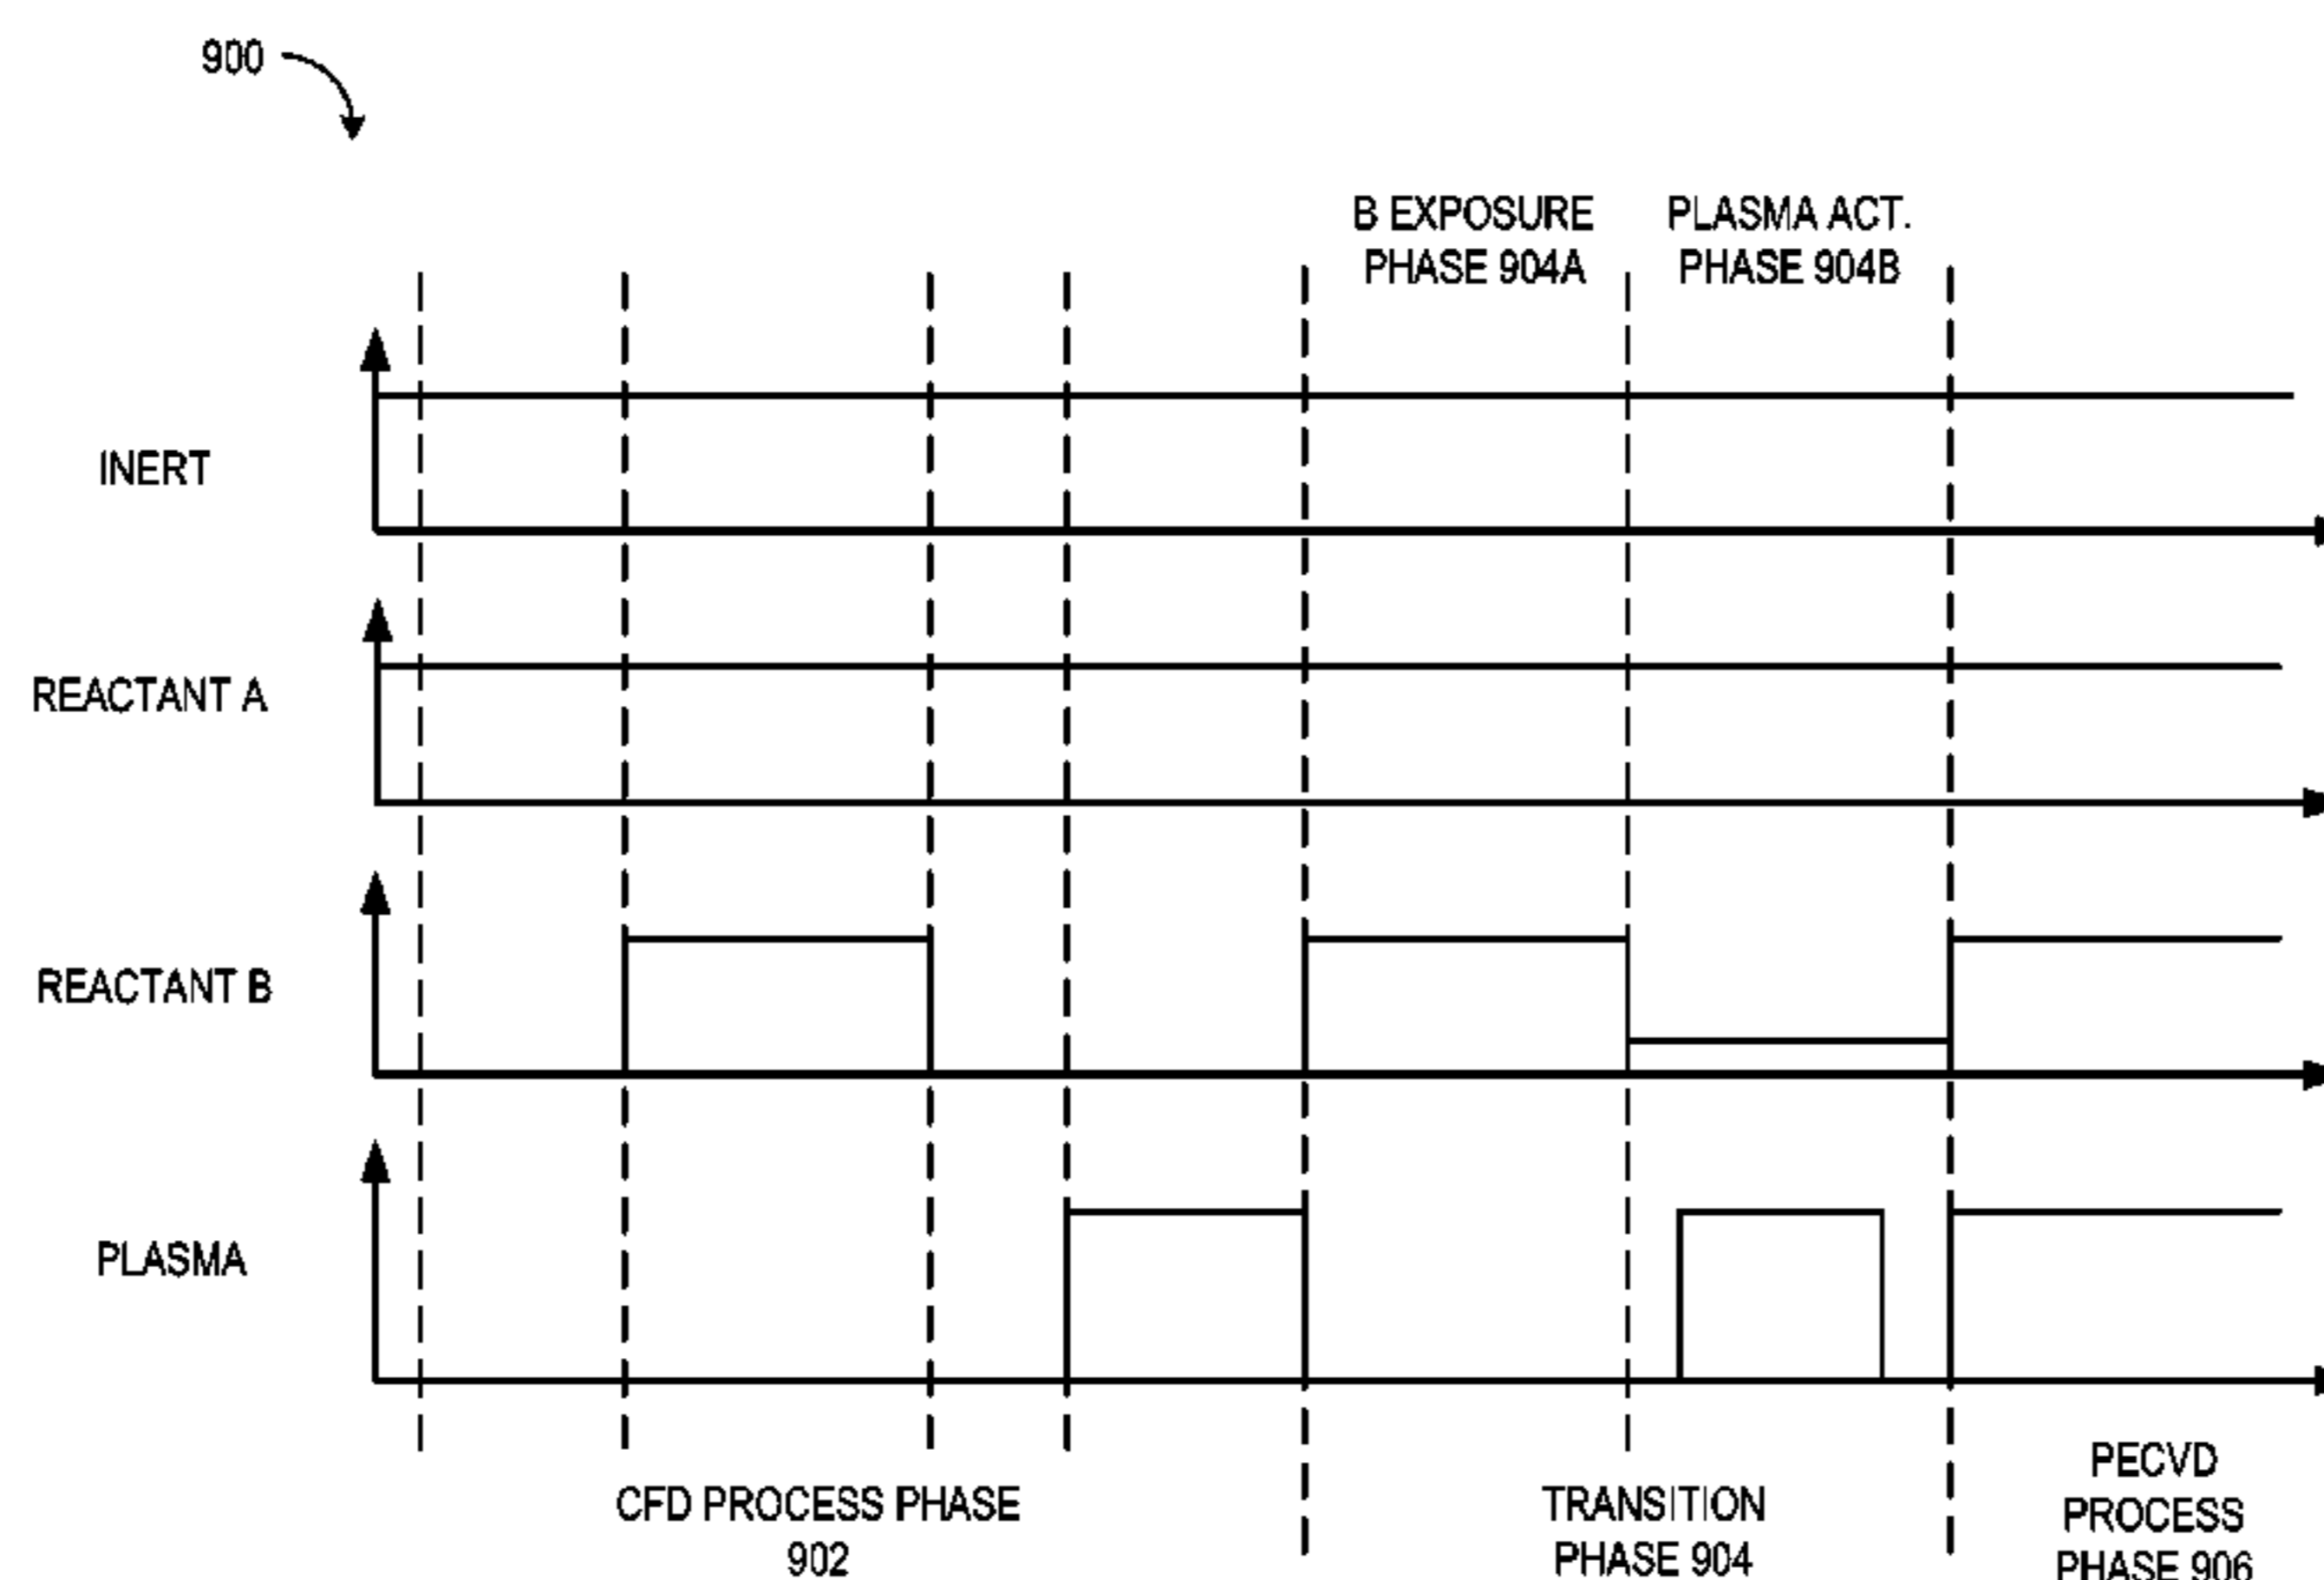 900
B EXPOSURE
PHASE 904A
PLASMA ACT.
PHASE 904B
INERT
REACTANT A
REACTANT B
PLASMA
CFD PROCESS PHASE
902
TRANSITION
PHASE 904
PECVD
PROCESS
PHASE 906